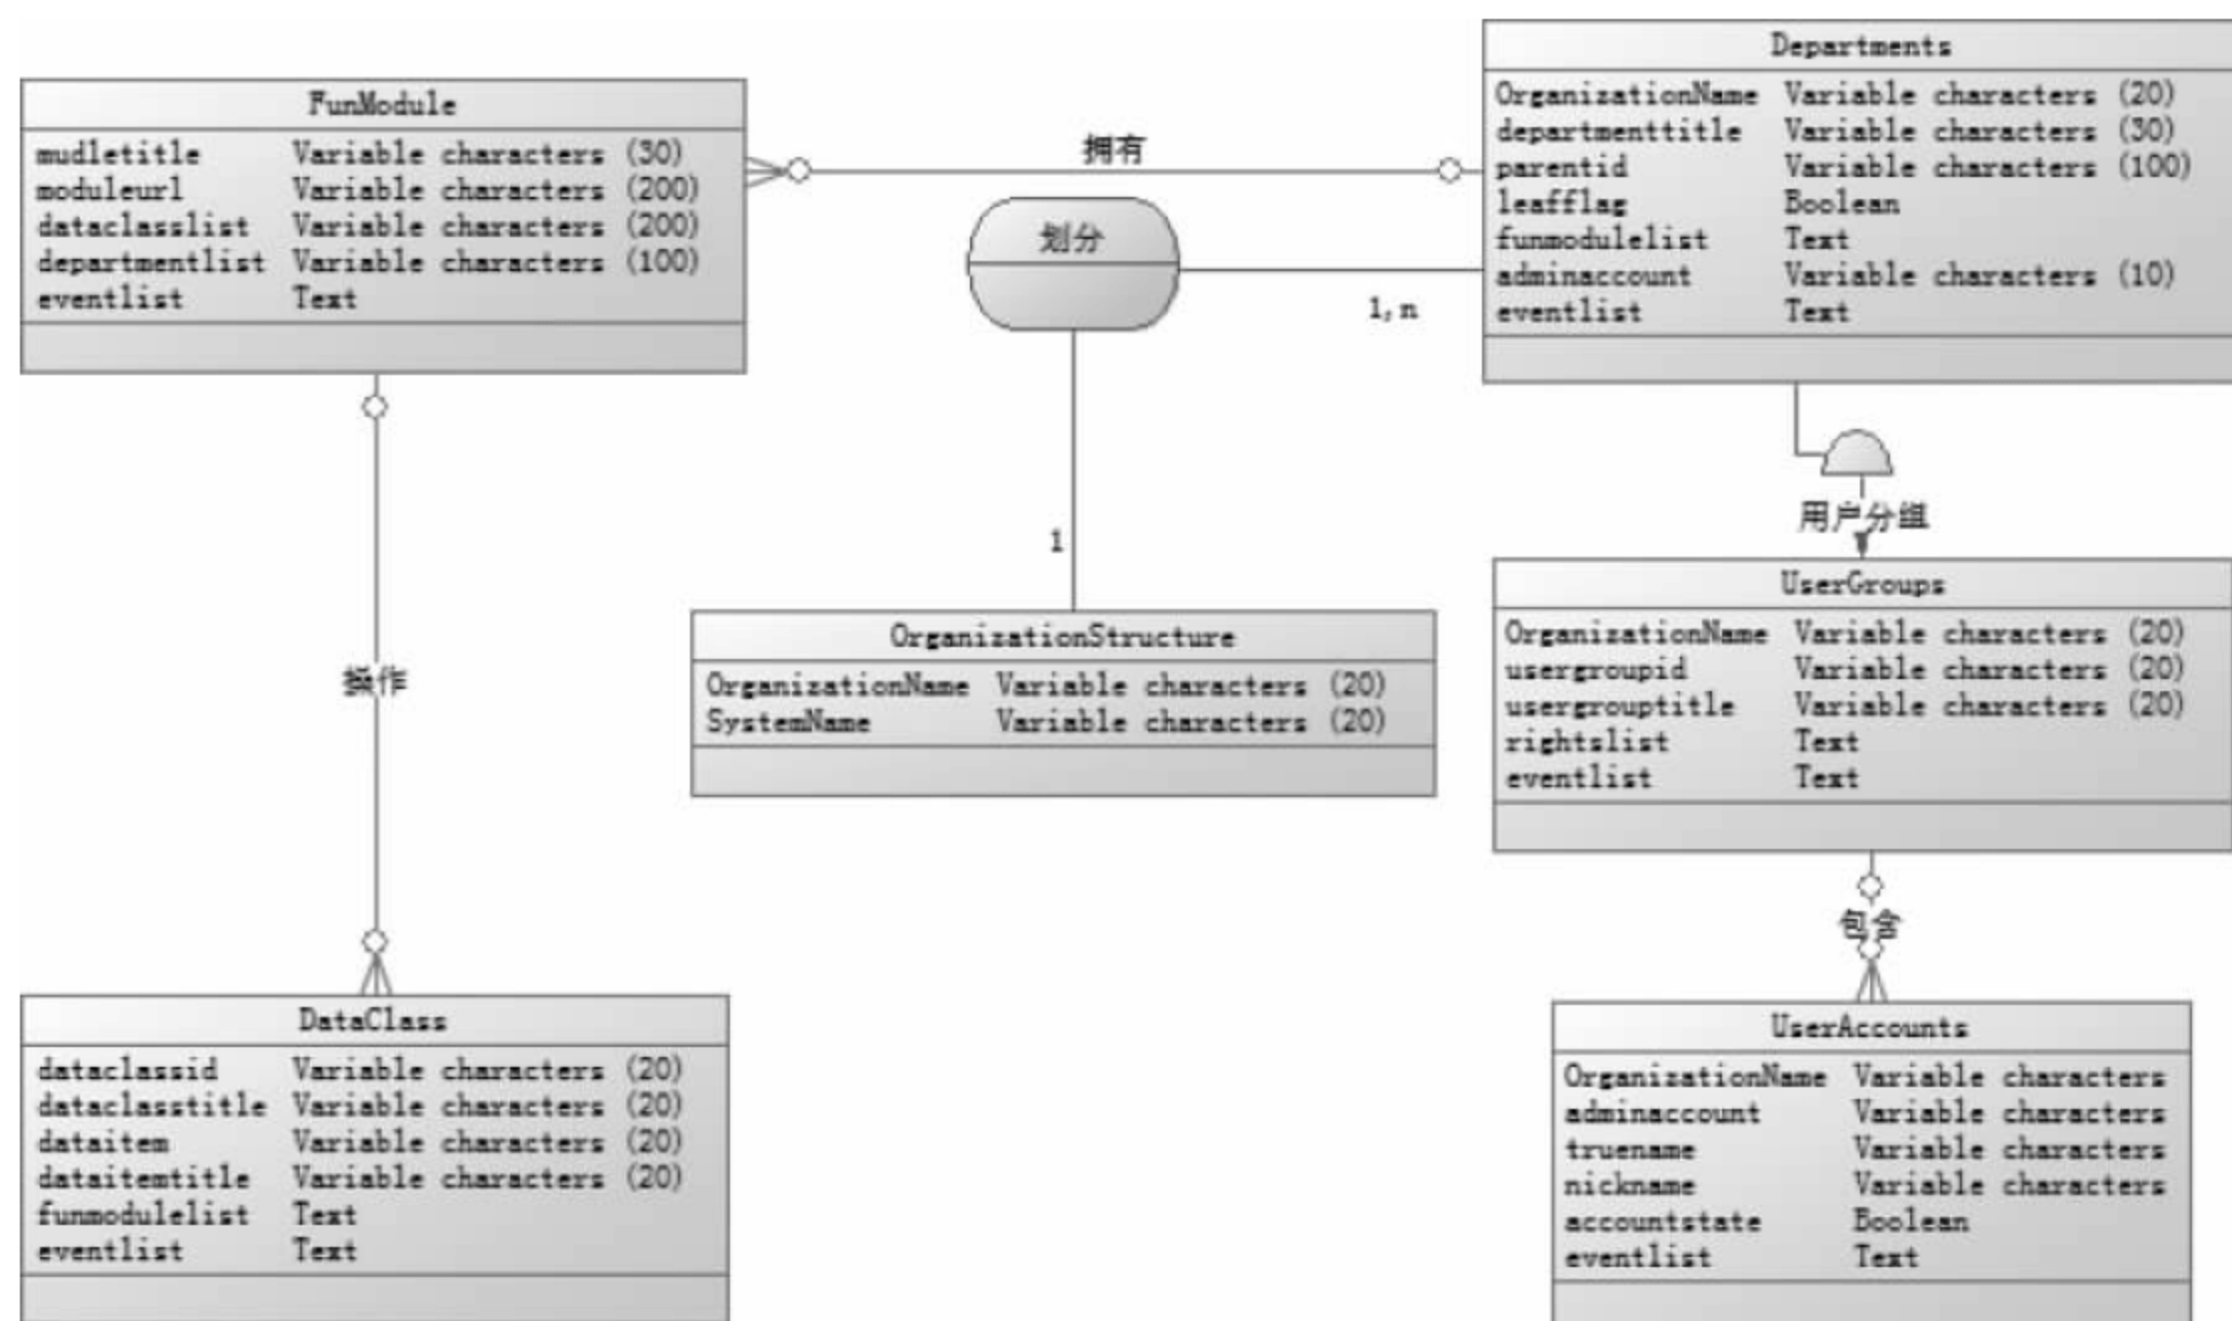 FunModule
mudletitle Variable characters (30)
moduleurl Variable characters (200)
dataclasslist Variable characters (200)
departmentlist Variable characters (100)
eventlist Text
拥有
划分
1,n
1
Departments
OrganizationName Variable characters (20)
departmenttitle Variable characters (30)
parentid Variable characters (100)
leafflag Boolean
funmodulelist Text
adminaccount Variable characters (10)
eventlist Text
用户分组
操作
OrganizationStructure
OrganizationName Variable characters (20)
SystemName Variable characters (20)
UserGroups
OrganizationName Variable characters (20)
usergroupid Variable characters (20)
usergrouptitle Variable characters (20)
rightslist Text
eventlist Text
包含
DataClass
dataclassid Variable characters (20)
dataclasstitle Variable characters (20)
dataitem Variable characters (20)
dataitemtitle Variable characters (20)
funmodulelist Text
eventlist Text
UserAccounts
OrganizationName Variable characters
adminaccount Variable characters
truename Variable characters
nickname Variable characters
accountstate Boolean
eventlist Text